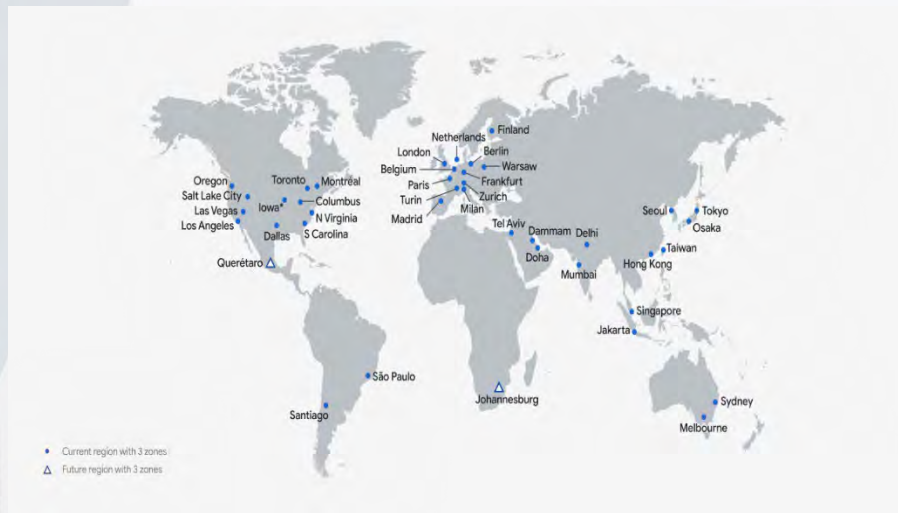 Finland
Netherlands
London
Berlin
Belgium
Warsaw
Paris
Frankfurt
Turin
Zurich
Milan
Madrid
Oregon
Toronto
Montréal
Salt Lake City
Iowa*
Columbus
Las Vegas
N Virginia
Los Angeles
Dallas
S Carolina
Querétaro
Tel Aviv
Dammam
Delhi
Doha
Mumbai
Seoul
Tokyo
Osaka
Taiwan
Hong Kong
Singapore
Jakarta
São Paulo
Santiago
Johannesburg
Sydney
Melbourne
Current region with 3 zones
Future region with 3 zones